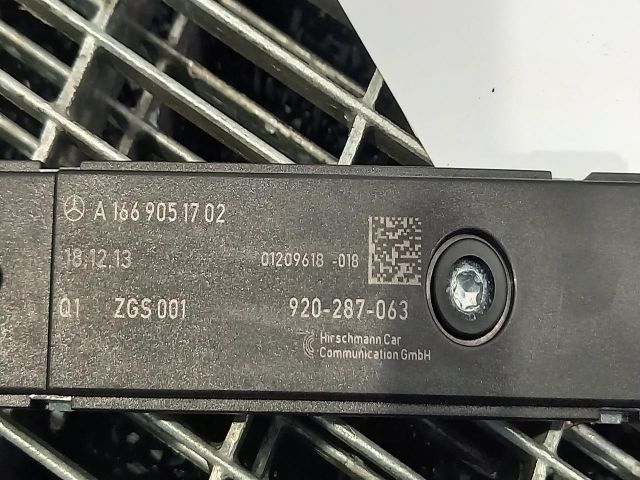 A 166 905 17 02
18.12.13
01209618 -018
Q1 ZGS 001
920-287-063
Hirschmann Car
Communication GmbH